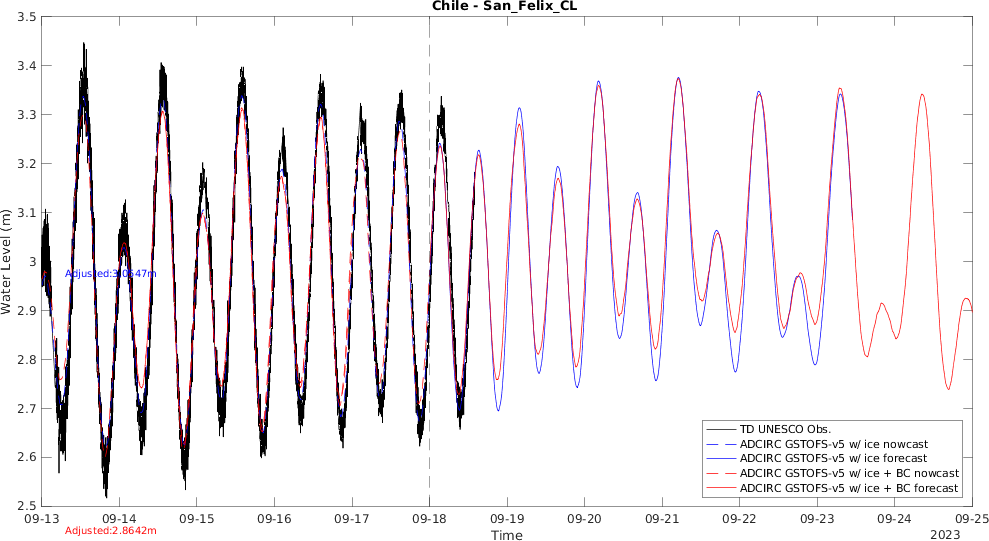 Chile - San_Felix_CL
3.5
3.4
3.3
3.2
3.1
3
2.9
2.8
2.7
2.6
2.5
Water Level (m)
Adjusted:3.0547m
TD UNESCO Obs.
ADCIRC GSTOFS-v5 w/ ice nowcast
ADCIRC GSTOFS-v5 w/ ice forecast
ADCIRC GSTOFS-v5 w/ ice + BC nowcast
ADCIRC GSTOFS-v5 w/ ice + BC forecast
09-13 09-14 09-15 09-16 09-17 09-18 09-19 09-20 09-21 09-22 09-23 09-24 09-25
Adjusted:2.8642m
Time
2023